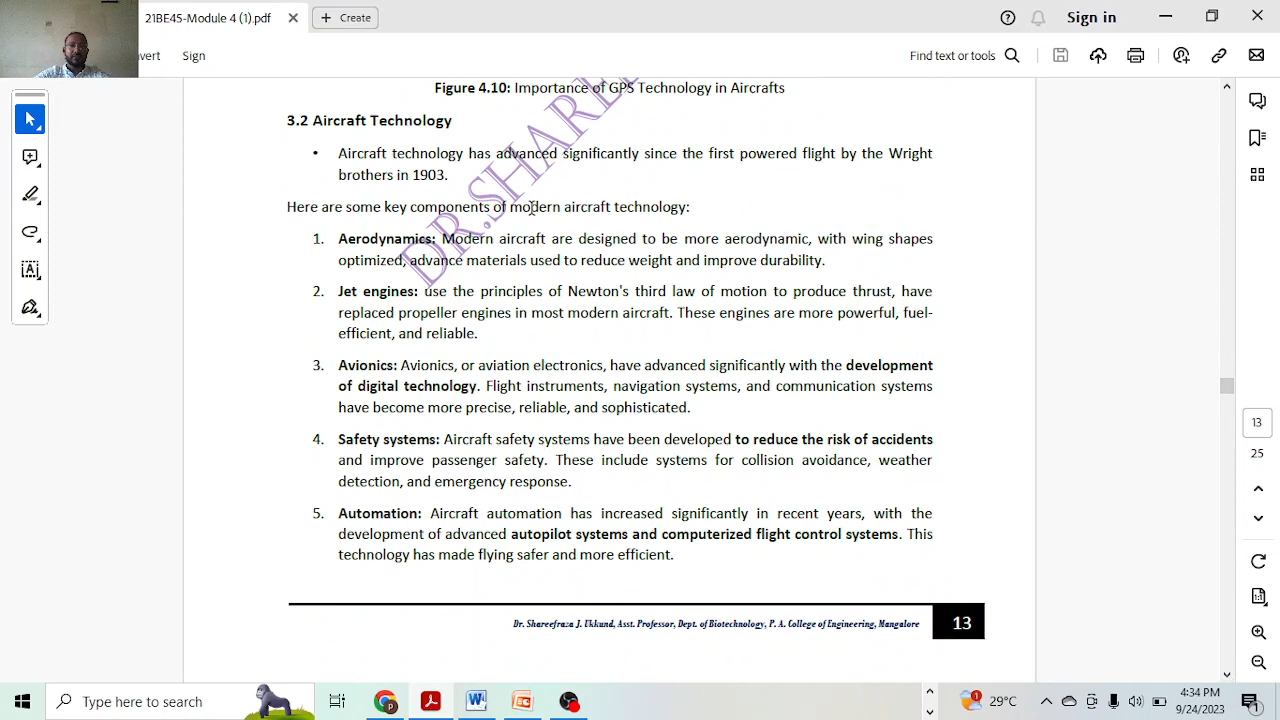 21BE45-Module 4 (1).pdf
Create
Sign in
vert
Sign
Find text or tools
Figure 4.10: Importance of GPS Technology in Aircrafts
3.2 Aircraft Technology
• Aircraft technology has advanced significantly since the first powered flight by the Wright
brothers in 1903.
Here are some key components of modern aircraft technology:
1. Aerodynamics: Modern aircraft are designed to be more aerodynamic, with wing shapes
optimized, advance materials used to reduce weight and improve durability.
2. Jet engines: use the principles of Newton's third law of motion to produce thrust, have
replaced propeller engines in most modern aircraft. These engines are more powerful, fuel-
efficient, and reliable.
3. Avionics: Avionics, or aviation electronics, have advanced significantly with the development
of digital technology. Flight instruments, navigation systems, and communication systems
have become more precise, reliable, and sophisticated.
4. Safety systems: Aircraft safety systems have been developed to reduce the risk of accidents
and improve passenger safety. These include systems for collision avoidance, weather
detection, and emergency response.
5. Automation: Aircraft automation has increased significantly in recent years, with the
development of advanced autopilot systems and computerized flight control systems. This
technology has made flying safer and more efficient.
DR.SHARE
Dr. Shareefraza J. Ukkund, Asst. Professor, Dept. of Biotechnology, P. A. College of Engineering, Mangalore
13
13
25
Type here to search
1
29°C
4:34 PM
9/24/2023
1